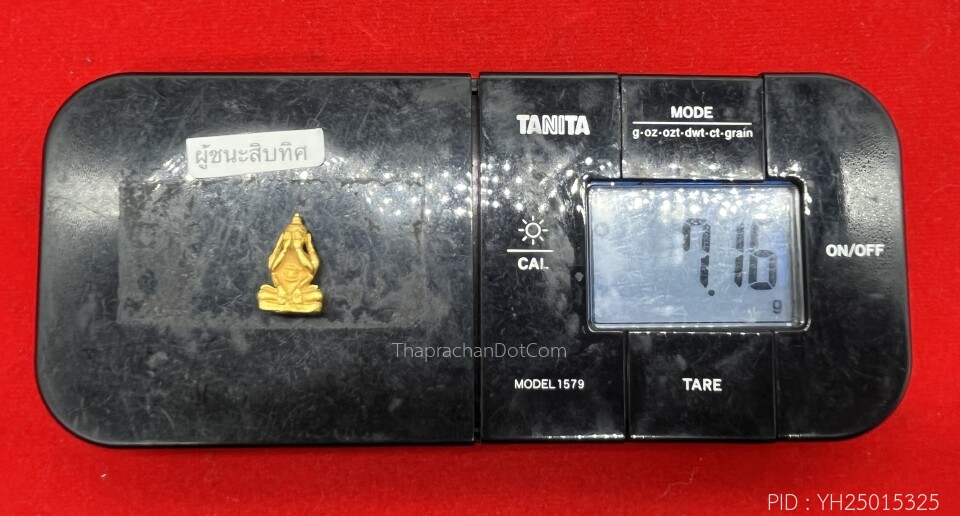 ผู้ชนะสิบทิศ
TANITA
MODE
g·oz·ozt·dwt·ct·grain
7.16
g
CAL
ON/OFF
ThaprachanDotCom
MODEL 1579
TARE
PID : YH25015325